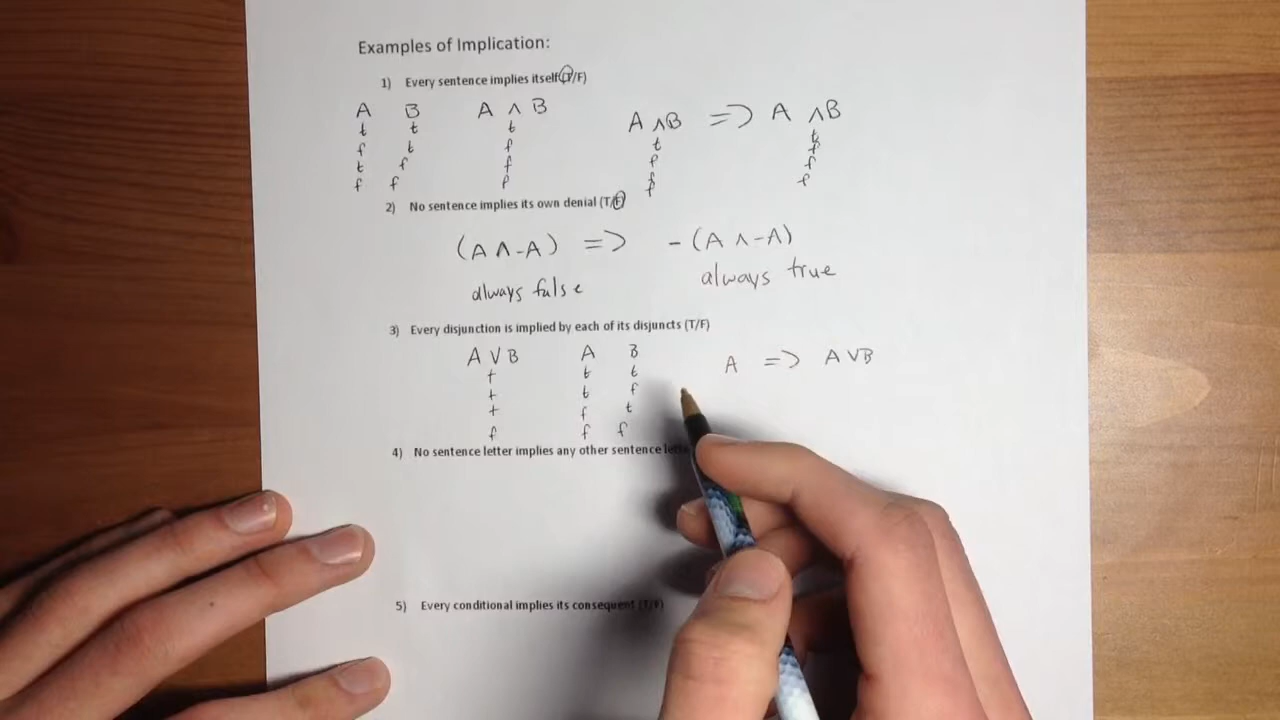 Examples of Implication:
1) Every sentence implies itself (T/F)
A B A ∧ B A ∧B => A ∧B
t t t t t
f t f f f
t f f f f
f f f f f
2) No sentence implies its own denial (T/F)
(A ∧ -A) => - (A ∧ -A)
always false always true
3) Every disjunction is implied by each of its disjuncts (T/F)
A V B A B A => A V B
t t t
t t f
t f t
f f f
4) No sentence letter implies any other sentence
5) Every conditional implies its consequent (T/F)